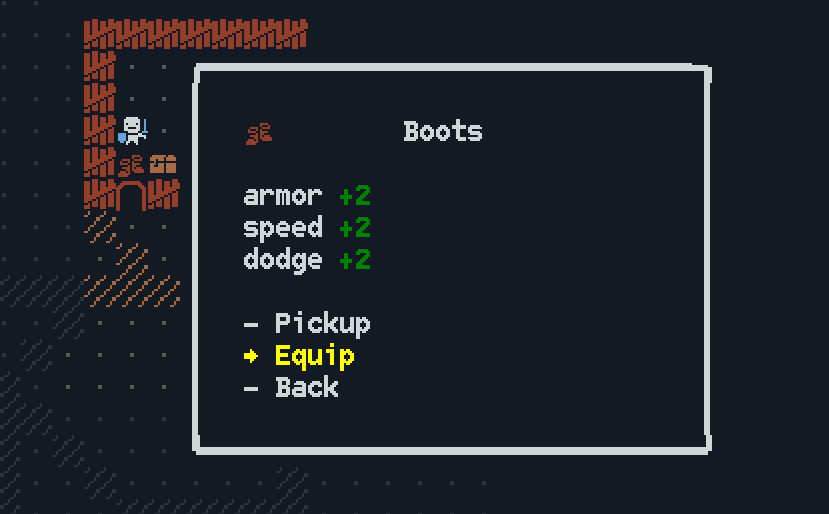 Boots
armor +2
speed +2
dodge +2
- Pickup
→ Equip
- Back